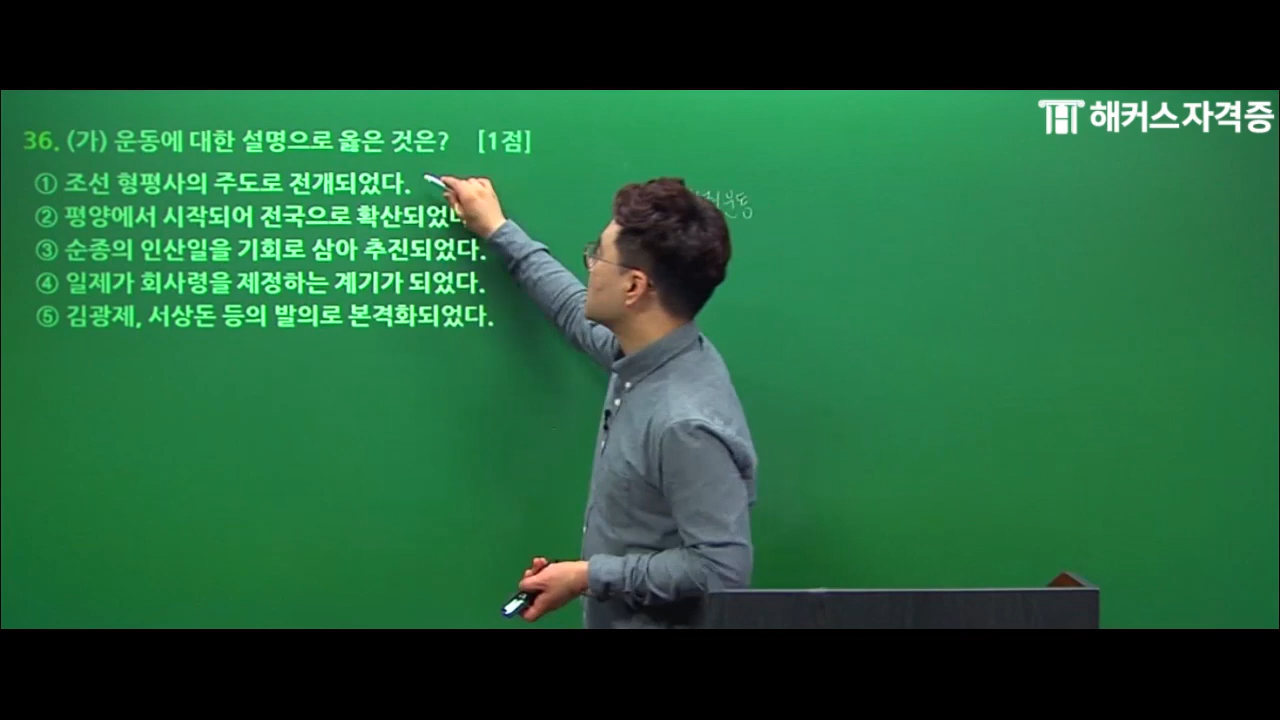 해커스자격증
36. (가) 운동에 대한 설명으로 옳은 것은? [1점]
① 조선 형평사의 주도로 전개되었다.
② 평양에서 시작되어 전국으로 확산되었
③ 순종의 인산일을 기회로 삼아 추진되었다.
④ 일제가 회사령을 제정하는 계기가 되었다.
⑤ 김광제, 서상돈 등의 발의로 본격화되었다.
운동